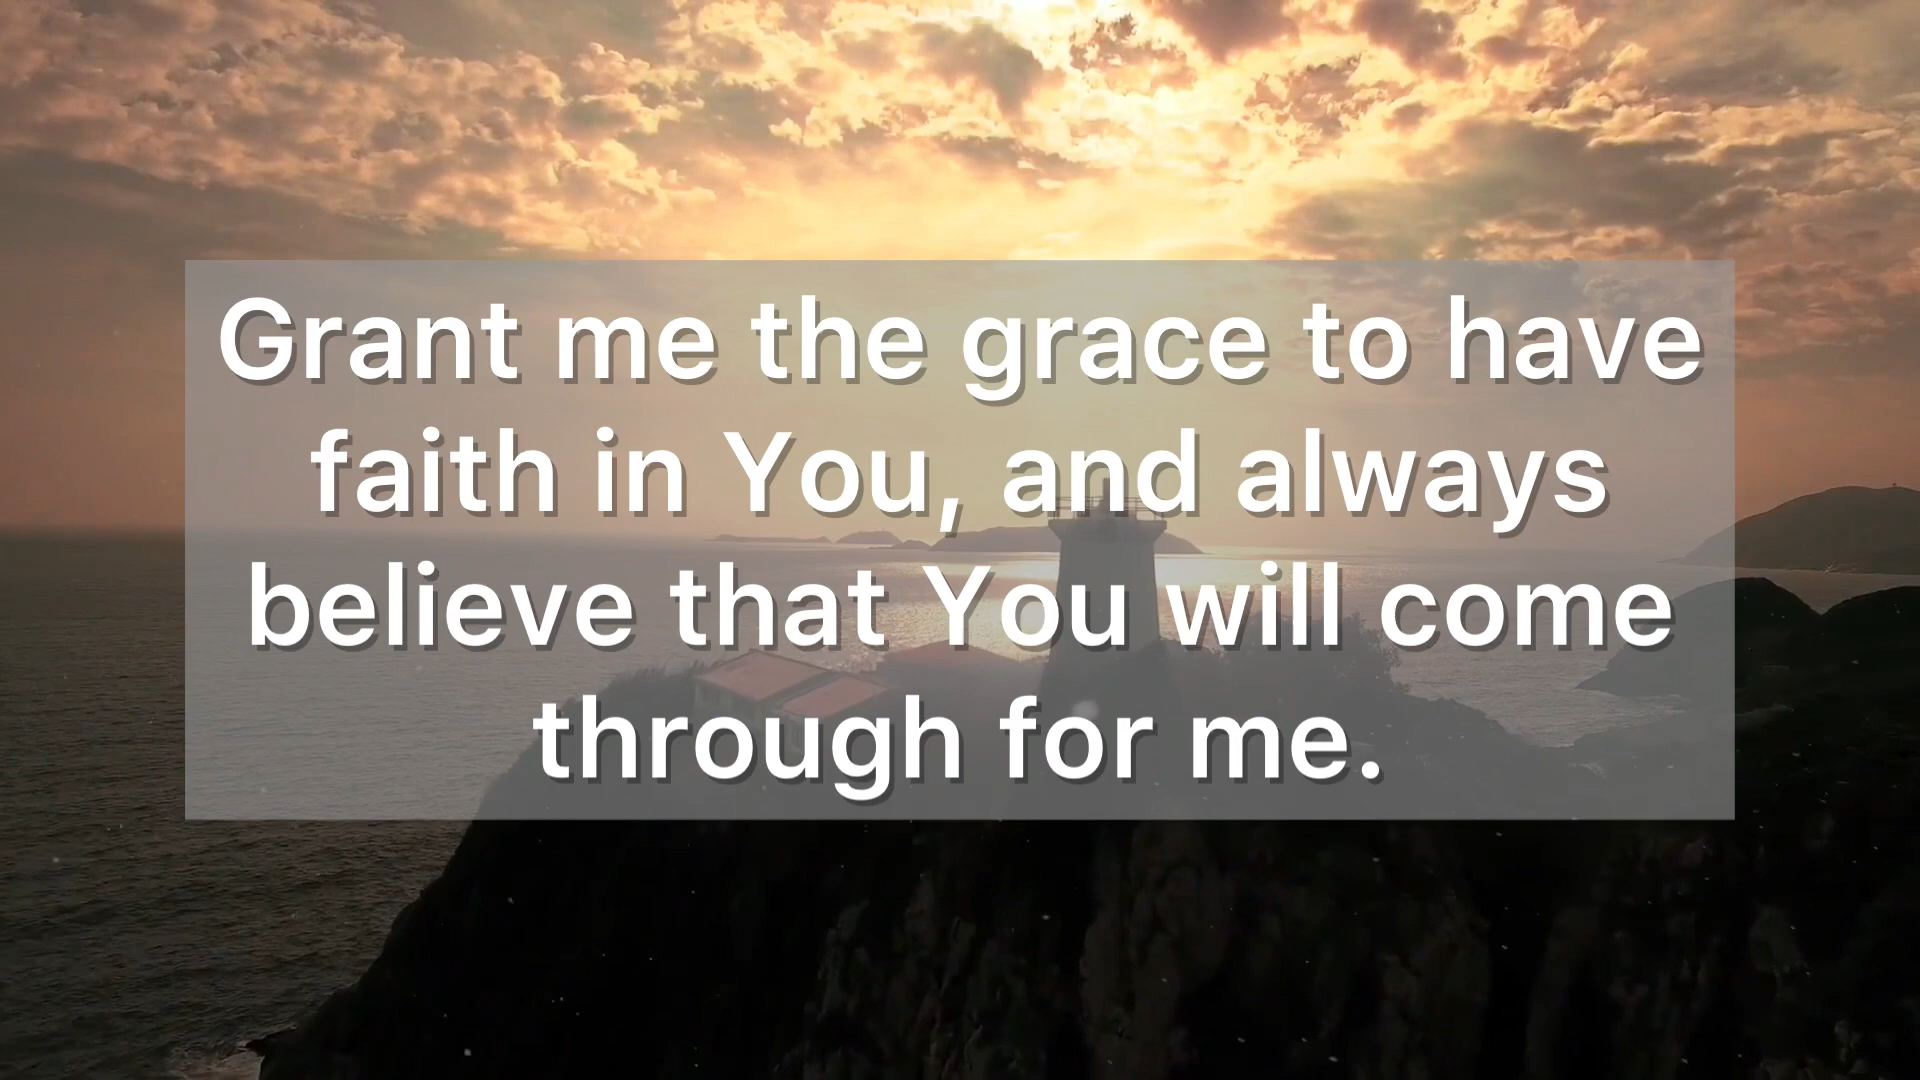 Grant me the grace to have
faith in You, and always
believe that You will come
through for me.